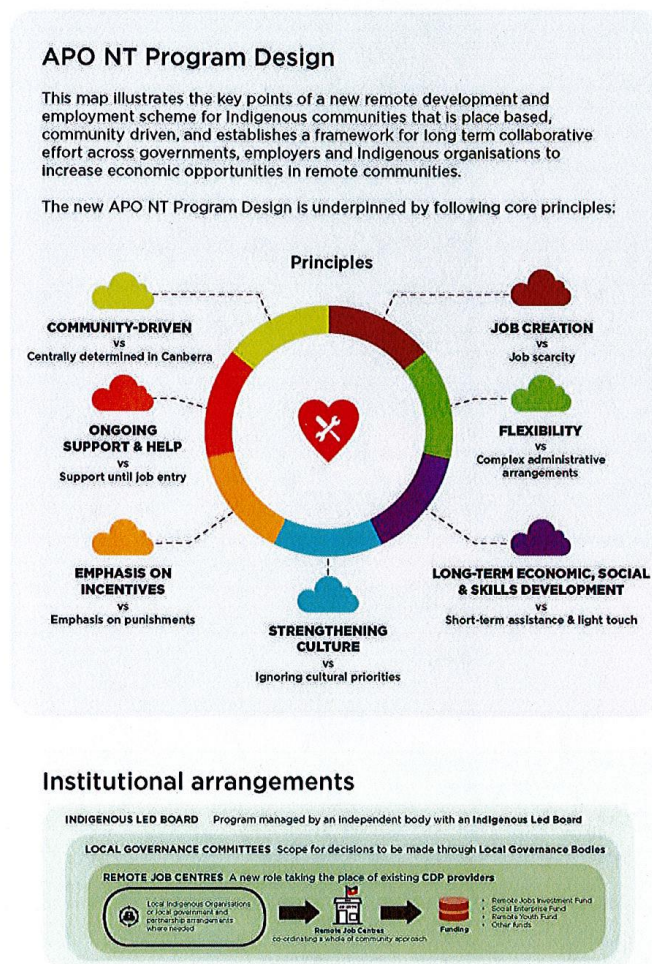 APO NT Program Design
This map illustrates the key points of a new remote development and
employment scheme for Indigenous communities that is place based,
community driven, and establishes a framework for long term collaborative
effort across governments, employers and Indigenous organisations to
increase economic opportunities in remote communities.
The new APO NT Program Design is underpinned by following core principles:
Principles
COMMUNITY-DRIVEN
vs
Centrally determined in Canberra
JOB CREATION
vs
Job scarcity
ONGOING
SUPPORT & HELP
vs
Support until job entry
FLEXIBILITY
vs
Complex administrative
arrangements
EMPHASIS ON
INCENTIVES
vs
Emphasis on punishments
LONG-TERM ECONOMIC, SOCIAL
& SKILLS DEVELOPMENT
vs
Short-term assistance & light touch
STRENGTHENING
CULTURE
vs
Ignoring cultural priorities
Institutional arrangements
INDIGENOUS LED BOARD Program managed by an independent body with an Indigenous Led Board
LOCAL GOVERNANCE COMMITTEES Scope for decisions to be made through Local Governance Bodies
REMOTE JOB CENTRES A new role taking the place of existing CDP providers
Local Indigenous Organisations
or local government and
partnership arrangements
where needed
Remote Job Centres
co-ordinating a whole of community approach
Funding
• Remote Jobs Investment Fund
• Social Enterprise Fund
• Remote Youth Fund
• Other funds